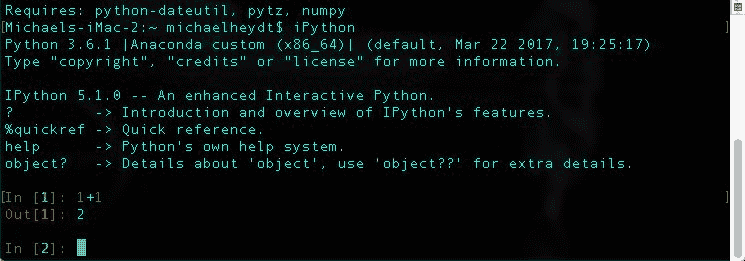 Requires: python-dateutil, pytz, numpy
[Michaels-iMac-2:~ michaelheydt$ iPython ]
Python 3.6.1 |Anaconda custom (x86_64)| (default, Mar 22 2017, 19:25:17)
Type "copyright", "credits" or "license" for more information.
IPython 5.1.0 -- An enhanced Interactive Python.
? -> Introduction and overview of IPython's features.
%quickref -> Quick reference.
help -> Python's own help system.
object? -> Details about 'object', use 'object??' for extra details.
[In [1]: 1+1 ]
Out[1]: 2
In [2]: